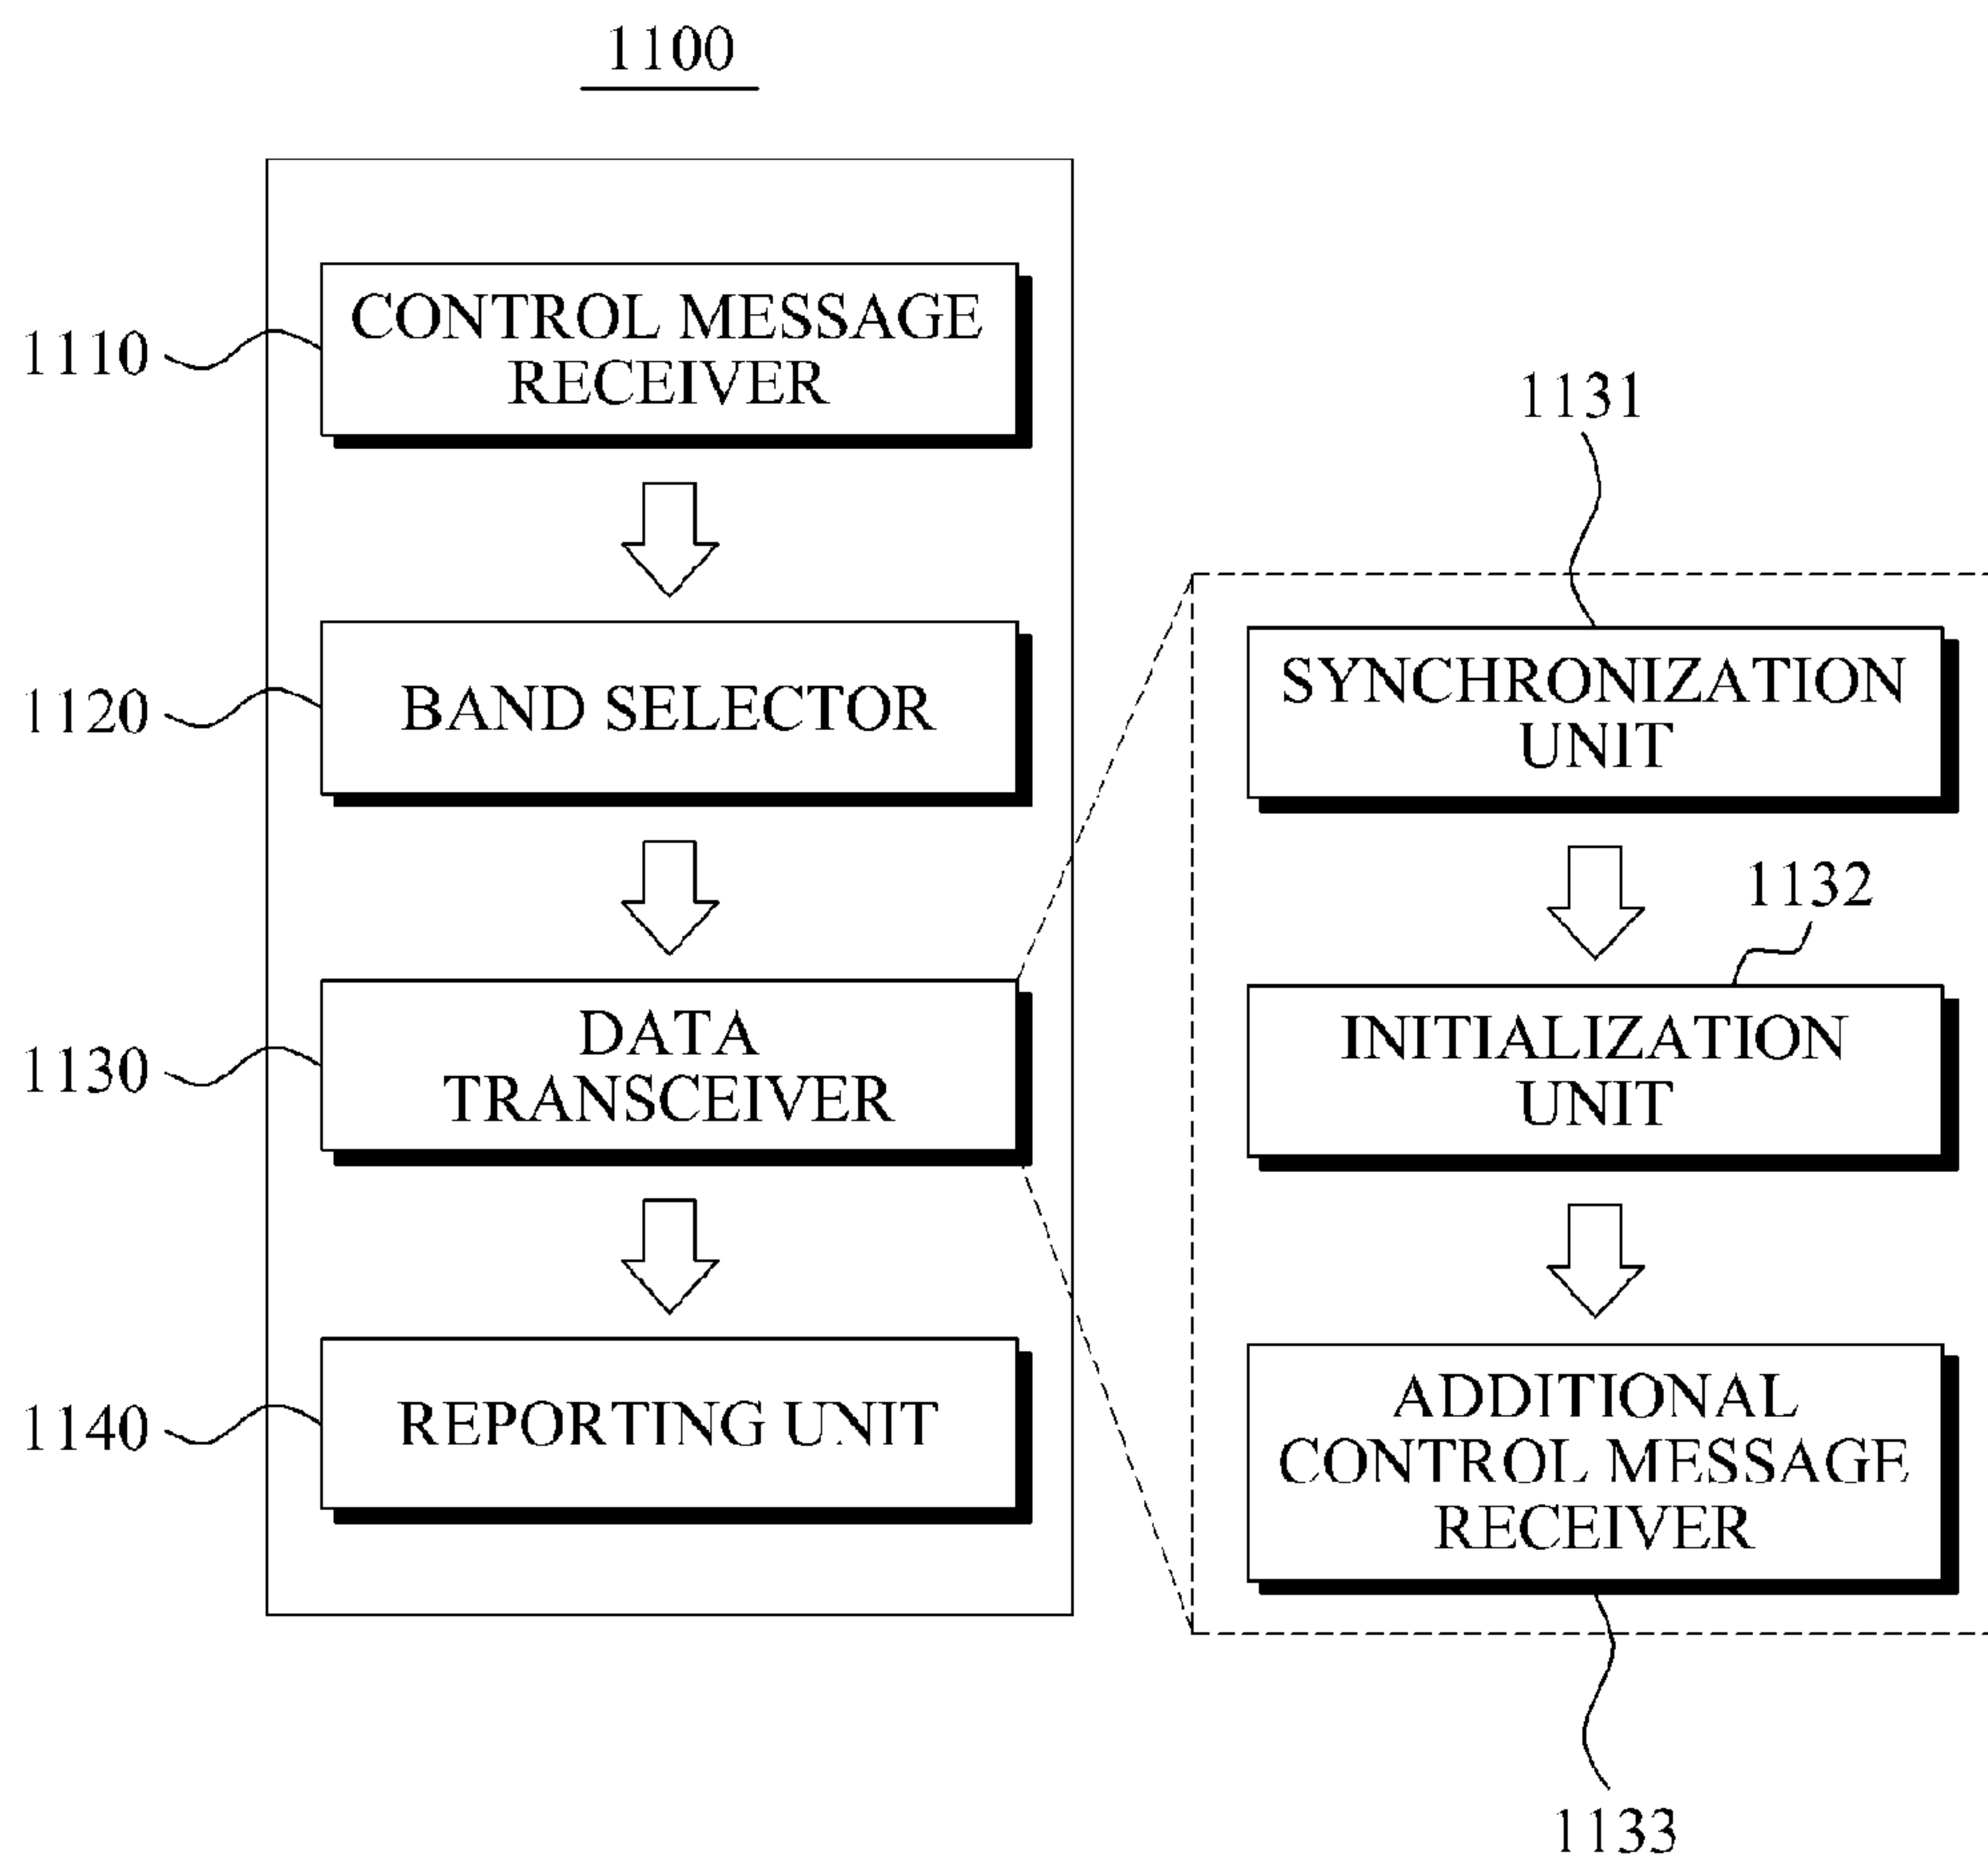 1100
1110
CONTROL MESSAGE
RECEIVER
1120
BAND SELECTOR
1130
DATA
TRANSCEIVER
1140
REPORTING UNIT
1131
SYNCHRONIZATION
UNIT
1132
INITIALIZATION
UNIT
ADDITIONAL
CONTROL MESSAGE
RECEIVER
1133